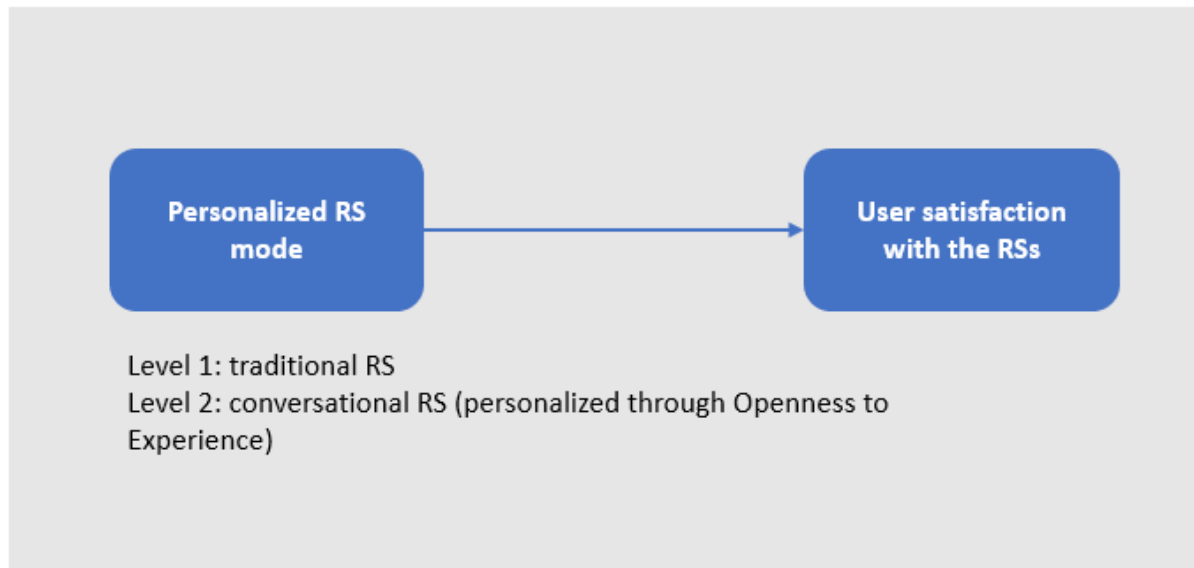 Personalized RS
mode
User satisfaction
with the RSs
Level 1: traditional RS
Level 2: conversational RS (personalized through Openness to
Experience)